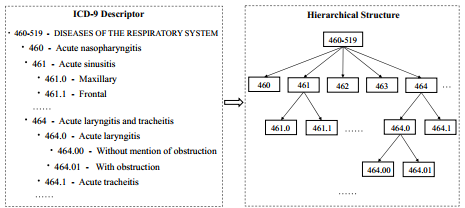 ICD-9 Descriptor
• 460-519 - DISEASES OF THE RESPIRATORY SYSTEM
• 460 - Acute nasopharyngitis
• 461 - Acute sinusitis
• 461.0 - Maxillary
• 461.1 - Frontal
......
• 464 - Acute laryngitis and tracheitis
• 464.0 - Acute laryngitis
• 464.00 - Without mention of obstruction
• 464.01 - With obstruction
• 464.1 - Acute tracheitis
......
Hierarchical Structure
460-519
460 461 462 463 464 ...
461.0 461.1 ...... 464.0 464.1
464.00 464.01
......